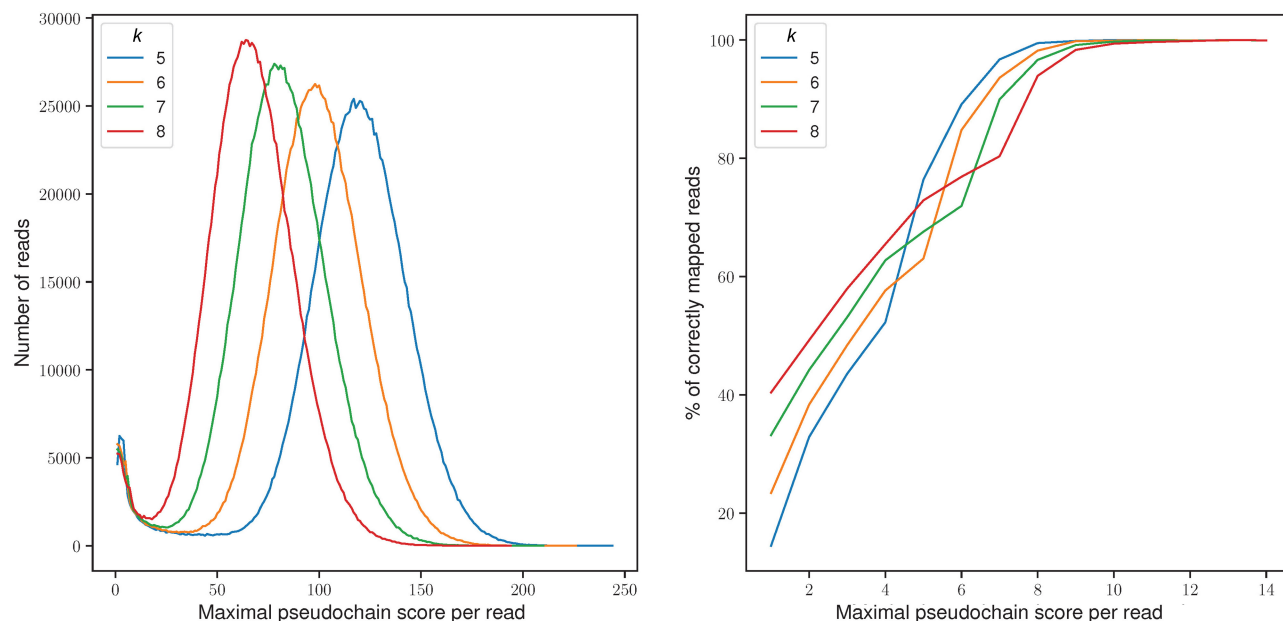 k
5
6
7
8
Number of reads
30000
25000
20000
15000
10000
5000
0
0 50 100 150 200 250
Maximal pseudochain score per read
k
5
6
7
8
% of correctly mapped reads
100
80
60
40
20
2 4 6 8 10 12 14
Maximal pseudochain score per read